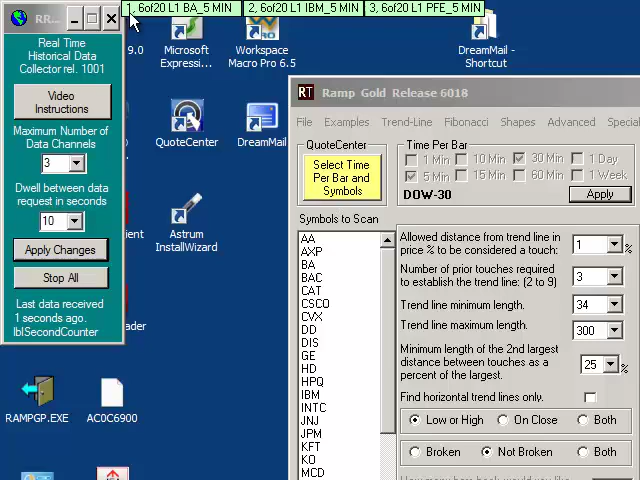 RR...
1, 6of20 L1 BA_5 MIN
2, 6of20 L1 IBM_5 MIN
3, 6of20 L1 PFE_5 MIN
Real Time
Historical Data
Collector rev. 1001
Video
Instructions
Maximum Number of
Data Channels
3
Dwell between data
request in seconds
10
Apply Changes
Stop All
Last data received
1 seconds ago.
lblSecondCounter
9.0
Microsoft
Expressi...
Workspace
Macro Pro 6.5
DreamMail -
Shortcut
QuoteCenter
DreamMail
Astrum
InstallWizard
RAMPGP.EXE
AC0C6900
RT
Ramp Gold Release 6018
File
Examples
Trend-Line
Fibonacci
Shapes
Advanced
Special
QuoteCenter
Select Time
Per Bar and
Symbols
Time Per Bar
1 Min
10 Min
30 Min
1 Day
5 Min
15 Min
60 Min
1 Week
DOW-30
Apply
Symbols to Scan
AA
AXP
BA
BAC
CAT
CSCO
CVX
DD
DIS
GE
HD
HPQ
IBM
INTC
JNJ
JPM
KFT
KO
MCD
Allowed distance from trend line in
price % to be considered a touch:
1
%
Number of prior touches required
to establish the trend line: (2 to 9)
3
Trend line minimum length.
34
Trend line maximum length.
300
Minimum length of the 2nd largest
distance between touches as a
percent of the largest.
25
%
Find horizontal trend lines only.
Low or High
On Close
Both
Broken
Not Broken
Both